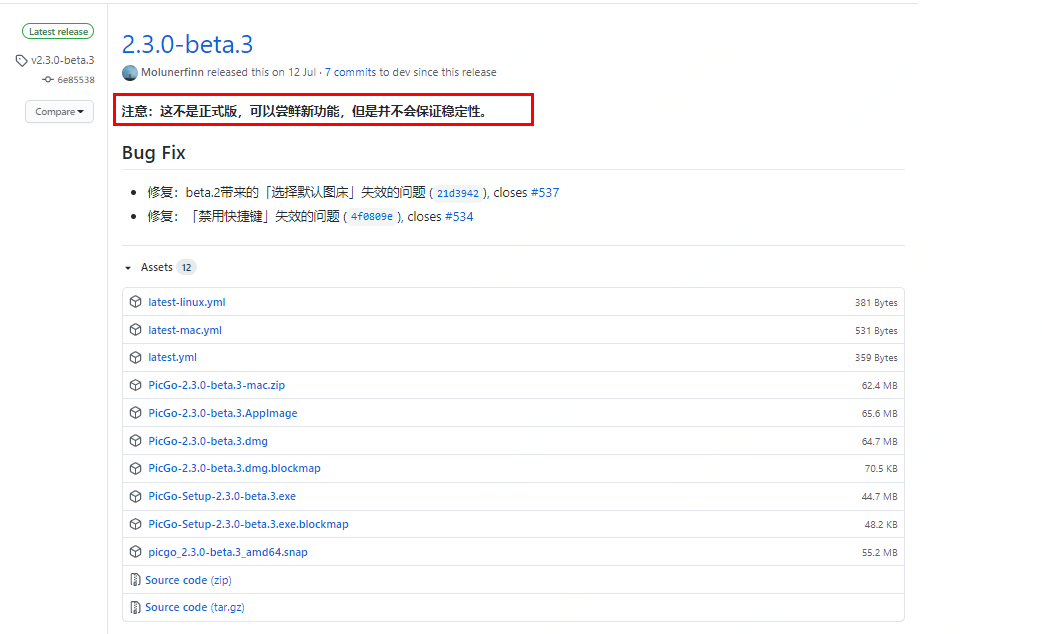 Latest release
v2.3.0-beta.3
6e85538
Compare
2.3.0-beta.3
Molunerfinn released this on 12 Jul · 7 commits to dev since this release
注意：这不是正式版，可以尝鲜新功能，但是并不会保证稳定性。
Bug Fix
修复：beta.2带来的「选择默认图床」失效的问题 ( 21d3942 ), closes #537
修复：「禁用快捷键」失效的问题 ( 4f0809e ), closes #534
Assets 12
latest-linux.yml 381 Bytes
latest-mac.yml 531 Bytes
latest.yml 359 Bytes
PicGo-2.3.0-beta.3-mac.zip 62.4 MB
PicGo-2.3.0-beta.3.AppImage 65.6 MB
PicGo-2.3.0-beta.3.dmg 64.7 MB
PicGo-2.3.0-beta.3.dmg.blockmap 70.5 KB
PicGo-Setup-2.3.0-beta.3.exe 44.7 MB
PicGo-Setup-2.3.0-beta.3.exe.blockmap 48.2 KB
picgo_2.3.0-beta.3_amd64.snap 55.2 MB
Source code (zip)
Source code (tar.gz)